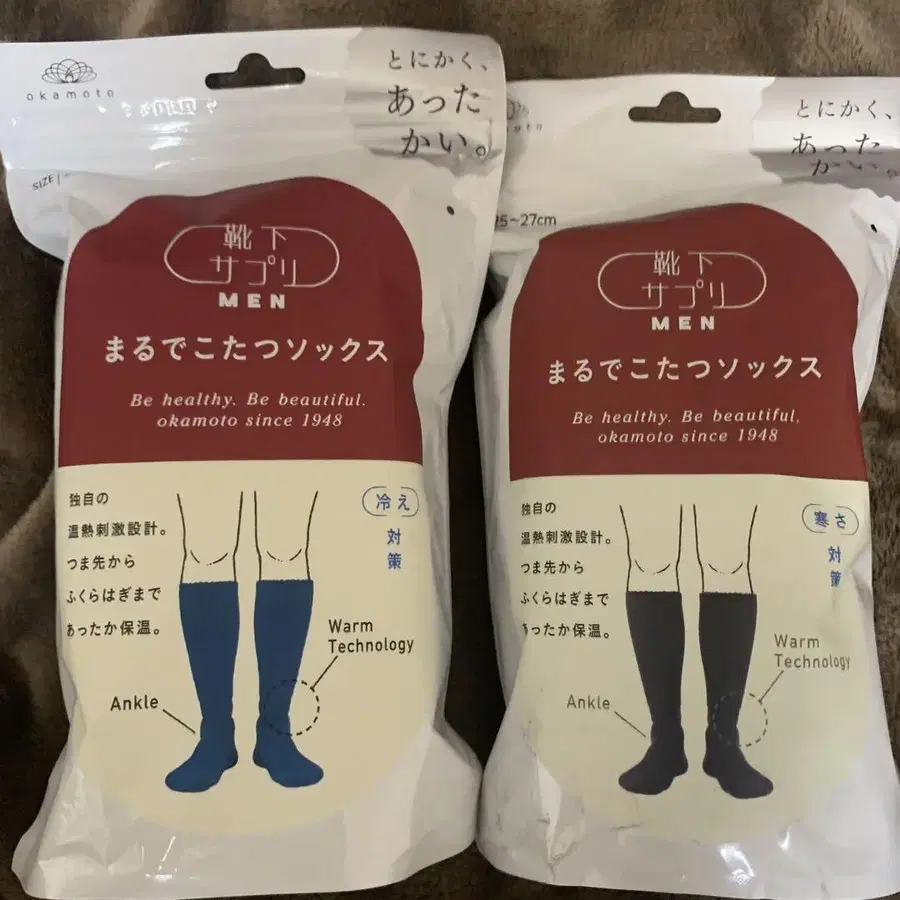 okamoto
とにかく、
あった
かい。
SIZE
靴下
サプリ
MEN
まるでこたつソックス
Be healthy. Be beautiful.
okamoto since 1948
独自の
温熱刺激設計。
つま先から
ふくらはぎまで
あったか保温。
冷え
対策
Warm
Technology
Ankle
とにかく、
あった
かい。
25~27cm
靴下
サプリ
MEN
まるでこたつソックス
Be healthy. Be beautiful.
okamoto since 1948
独自の
温熱刺激設計。
つま先から
ふくらはぎまで
あったか保温。
寒さ
対策
Warm
Technology
Ankle